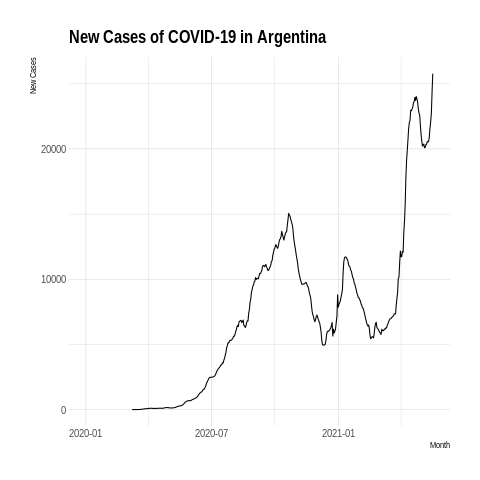 New Cases of COVID-19 in Argentina
New Cases
20000
10000
0
2020-01
2020-07
2021-01
Month